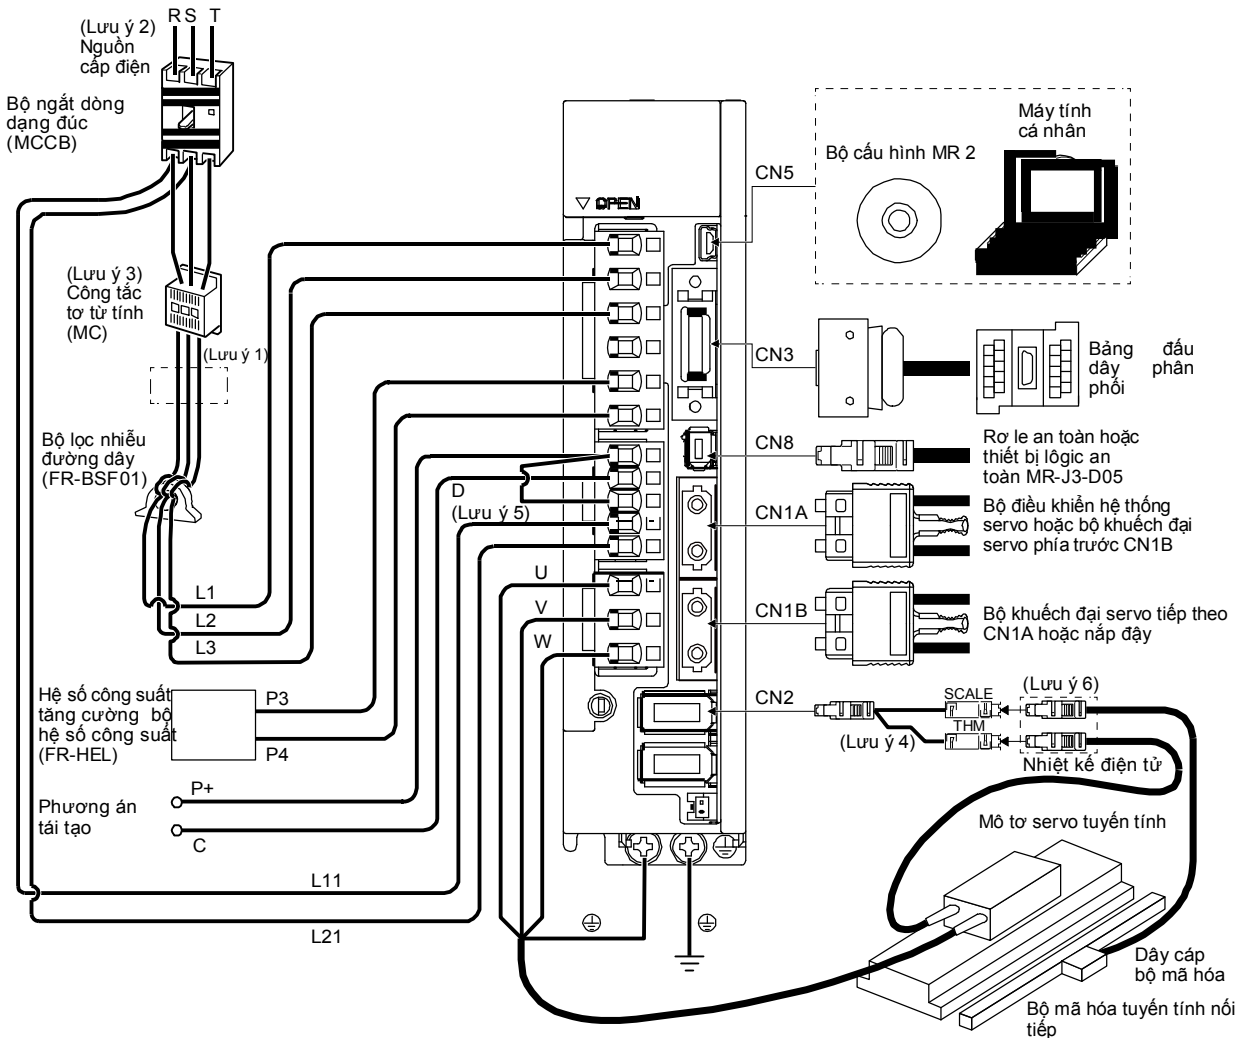 R S T
(Lưu ý 2)
Nguồn
cấp điện
Bộ ngắt dòng
dạng đúc
(MCCB)
(Lưu ý 3)
Công tắc
tơ từ tính
(MC)
(Lưu ý 1)
Bộ lọc nhiễu
đường dây
(FR-BSF01)
L1
L2
L3
Hệ số công suất
tăng cường bộ
hệ số công suất
(FR-HEL)
P3
P4
Phương án
tái tạo
P+
C
L11
L21
D
(Lưu ý 5)
U
V
W
OPEN
CN5
Bộ cấu hình MR 2
Máy tính
cá nhân
CN3
Bảng đấu
dây phân
phối
CN8
Rơ le an toàn hoặc
thiết bị lôgic an
toàn MR-J3-D05
CN1A
Bộ điều khiển hệ thống
servo hoặc bộ khuếch đại
servo phía trước CN1B
CN1B
Bộ khuếch đại servo tiếp theo
CN1A hoặc nắp đậy
CN2
(Lưu ý 4)
SCALE
THM
(Lưu ý 6)
Nhiệt kế điện tử
Mô tơ servo tuyến tính
Dây cáp
bộ mã hóa
Bộ mã hóa tuyến tính nối
tiếp